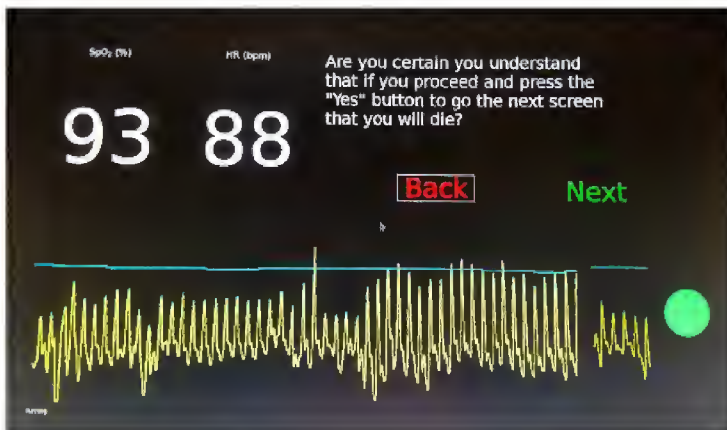 SpO₂ (%)
HR (bpm)
93
88
Are you certain you understand
that if you proceed and press the
"Yes" button to go the next screen
that you will die?
Back
Next
running